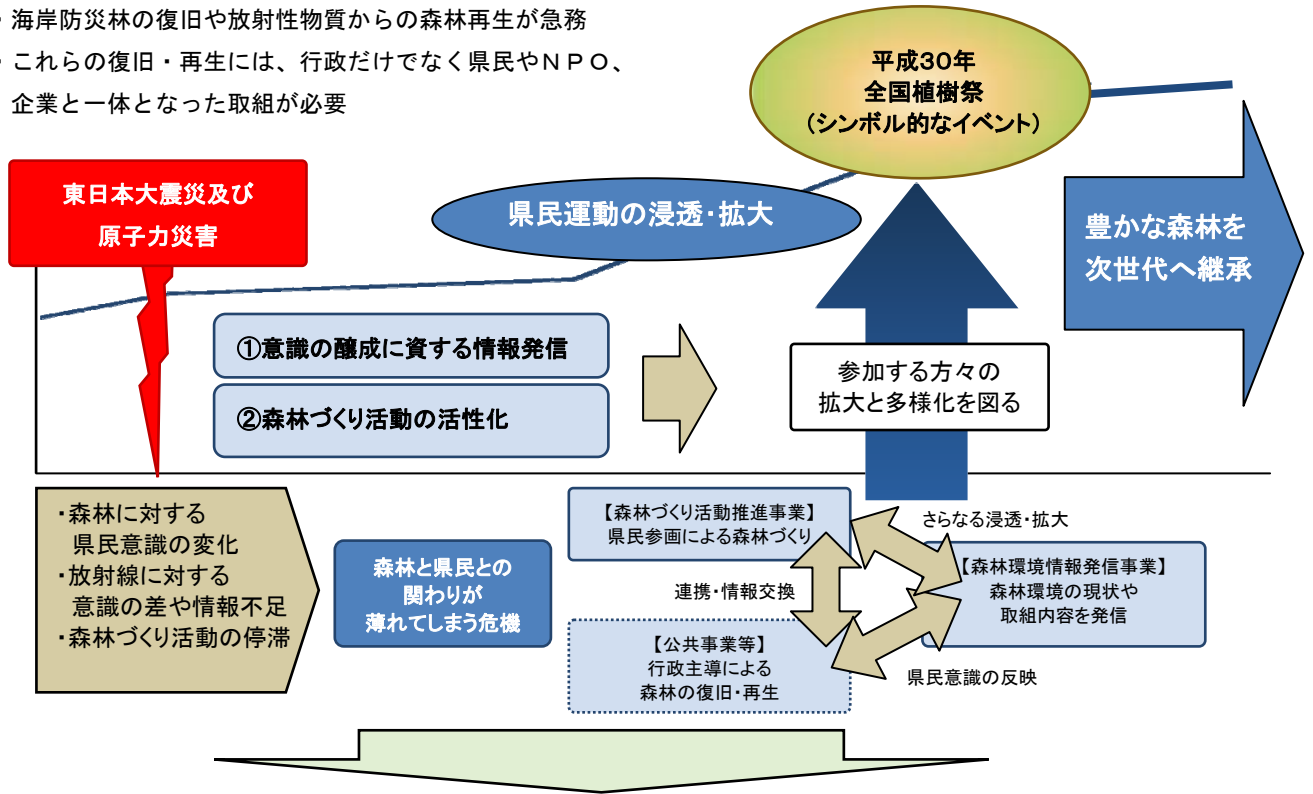 ・海岸防災林の復旧や放射性物質からの森林再生が急務
・これらの復旧・再生には、行政だけでなく県民やＮＰＯ、
企業と一体となった取組が必要
平成30年
全国植樹祭
(シンボル的なイベント)
東日本大震災及び
原子力災害
県民運動の浸透・拡大
豊かな森林を
次世代へ継承
①意識の醸成に資する情報発信
②森林づくり活動の活性化
参加する方々の
拡大と多様化を図る
・森林に対する
県民意識の変化
・放射線に対する
意識の差や情報不足
・森林づくり活動の停滞
森林と県民との
関わりが
薄れてしまう危機
【森林づくり活動推進事業】
県民参画による森林づくり
さらなる浸透・拡大
連携・情報交換
【森林環境情報発信事業】
森林環境の現状や
取組内容を発信
【公共事業等】
行政主導による
森林の復旧・再生
県民意識の反映